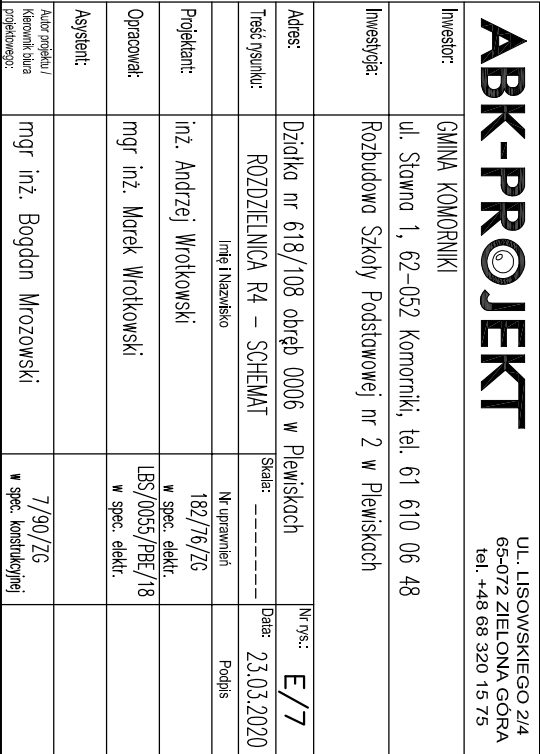 ABK-PROJEKT
UL. LISOWSKIEGO 2/4
65-072 ZIELONA GÓRA
tel. +48 68 320 15 75
Inwestor: GMINA KOMORNIKI
ul. Stawna 1, 62-052 Komorniki, tel. 61 610 06 48
Inwestycja: Rozbudowa Szkoły Podstawowej nr 2 w Plewiskach
Adres: Działka nr 618/108 obręb 0006 w Plewiskach
Nr rys.: E/7
Treść rysunku: ROZDZIELNICA R4 - SCHEMAT
Skala: -------
Data: 23.03.2020
Imię i Nazwisko Nr uprawnień Podpis
Projektant: inż. Andrzej Wrotkowski 182/76/ZG
w spec. elektr.
Opracował: mgr inż. Marek Wrotkowski LBS/0055/PBE/18
w spec. elektr.
Asystent:
Autor projektu /
Kierownik biura
projektowego:
mgr inż. Bogdan Mrozowski 7/90/ZG
w spec. konstrukcyjnej